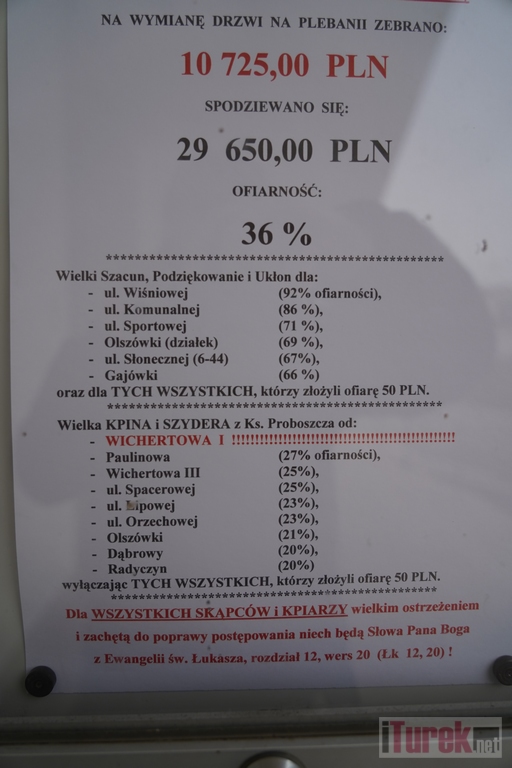 NA WYMIANĘ DRZWI NA PLEBANII ZEBRANO:
10 725,00 PLN
SPODZIEWANO SIĘ:
29 650,00 PLN
OFIARNOŚĆ:
36 %
********************************************
Wielki Szacun, Podziękowanie i Ukłon dla:
- ul. Wiśniowej (92% ofiarności),
- ul. Komunalnej (86 %),
- ul. Sportowej (71 %),
- Olszówki (działek) (69 %),
- ul. Słonecznej (6-44) (67%),
- Gajówki (66 %)
oraz dla TYCH WSZYSTKICH, którzy złożyli ofiarę 50 PLN.
********************************************
Wielka KPINA i SZYDERA z Ks. Proboszcza od:
- WICHERTOWA I !!!!!!!!!!!!!!!!!!!!!!!!!!!!!!!!!!!!!!!!!!!!!!!!
- Paulinowa (27% ofiarności),
- Wichertowa III (25%),
- ul. Spacerowej (25%),
- ul. Lipowej (23%),
- ul. Orzechowej (23%),
- Olszówki (21%),
- Dąbrowy (20%),
- Radyczyn (20%)
wyłączając TYCH WSZYSTKICH, którzy złożyli ofiarę 50 PLN.
********************************************
Dla WSZYSTKICH SKĄPCÓW i KPIARZY wielkim ostrzeżeniem
i zachętą do poprawy postępowania niech będą Słowa Pana Boga
z Ewangelii św. Łukasza, rozdział 12, wers 20 (Łk 12, 20) !
iTurek.net